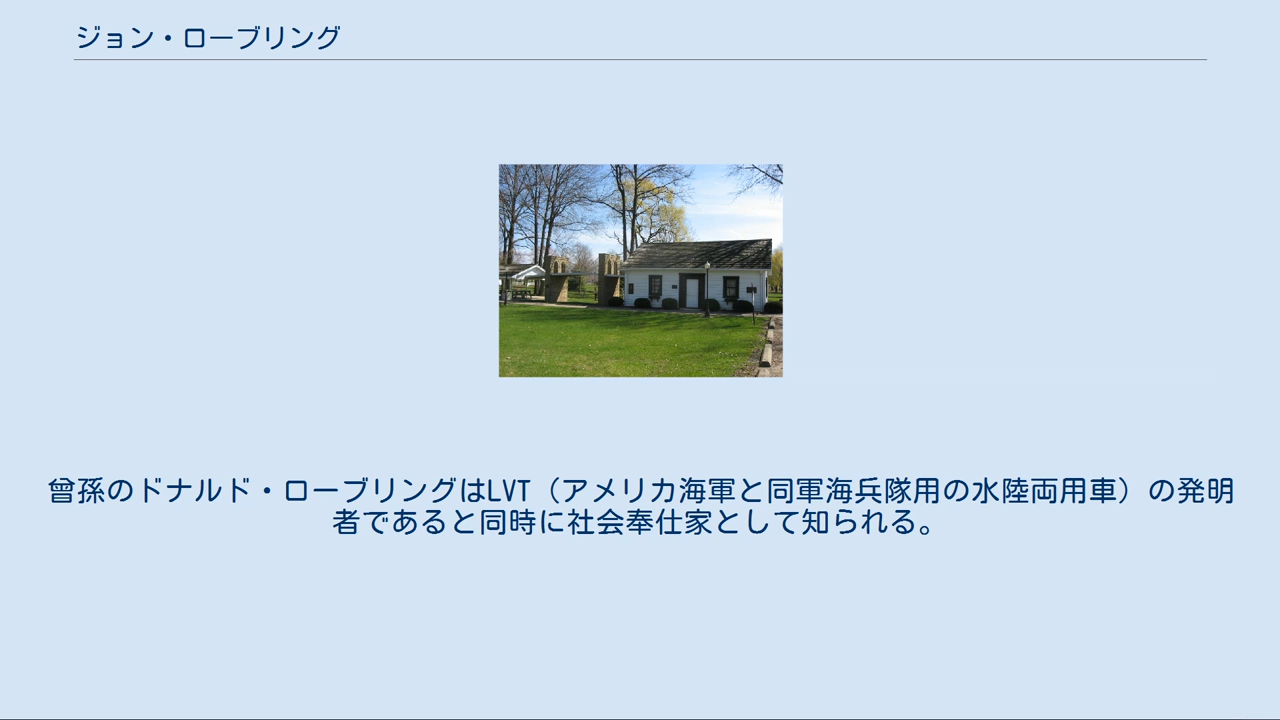 ジョン・ローブリング
曾孫のドナルド・ローブリングはLVT（アメリカ海軍と同軍海兵隊用の水陸両用車）の発明
者であると同時に社会奉仕家として知られる。